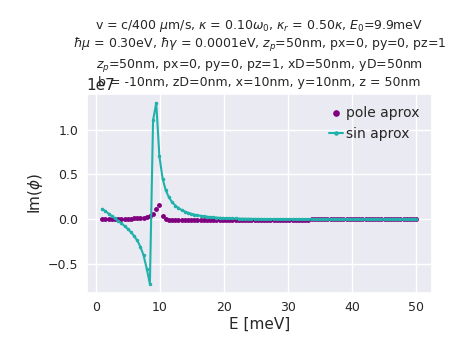 v = c/400 μm/s, κ = 0.10ω₀, κᵣ = 0.50κ, E₀=9.9meV
ℏμ = 0.30eV, ℏγ = 0.0001eV, zₚ=50nm, px=0, py=0, pz=1
zₚ=50nm, px=0, py=0, pz=1, xD=50nm, yD=50nm
b = -10nm, zD=0nm, x=10nm, y=10nm, z = 50nm
1e7
pole aprox
sin aprox
1.0
0.5
0.0
−0.5
Im(ϕ)
0 10 20 30 40 50
E [meV]